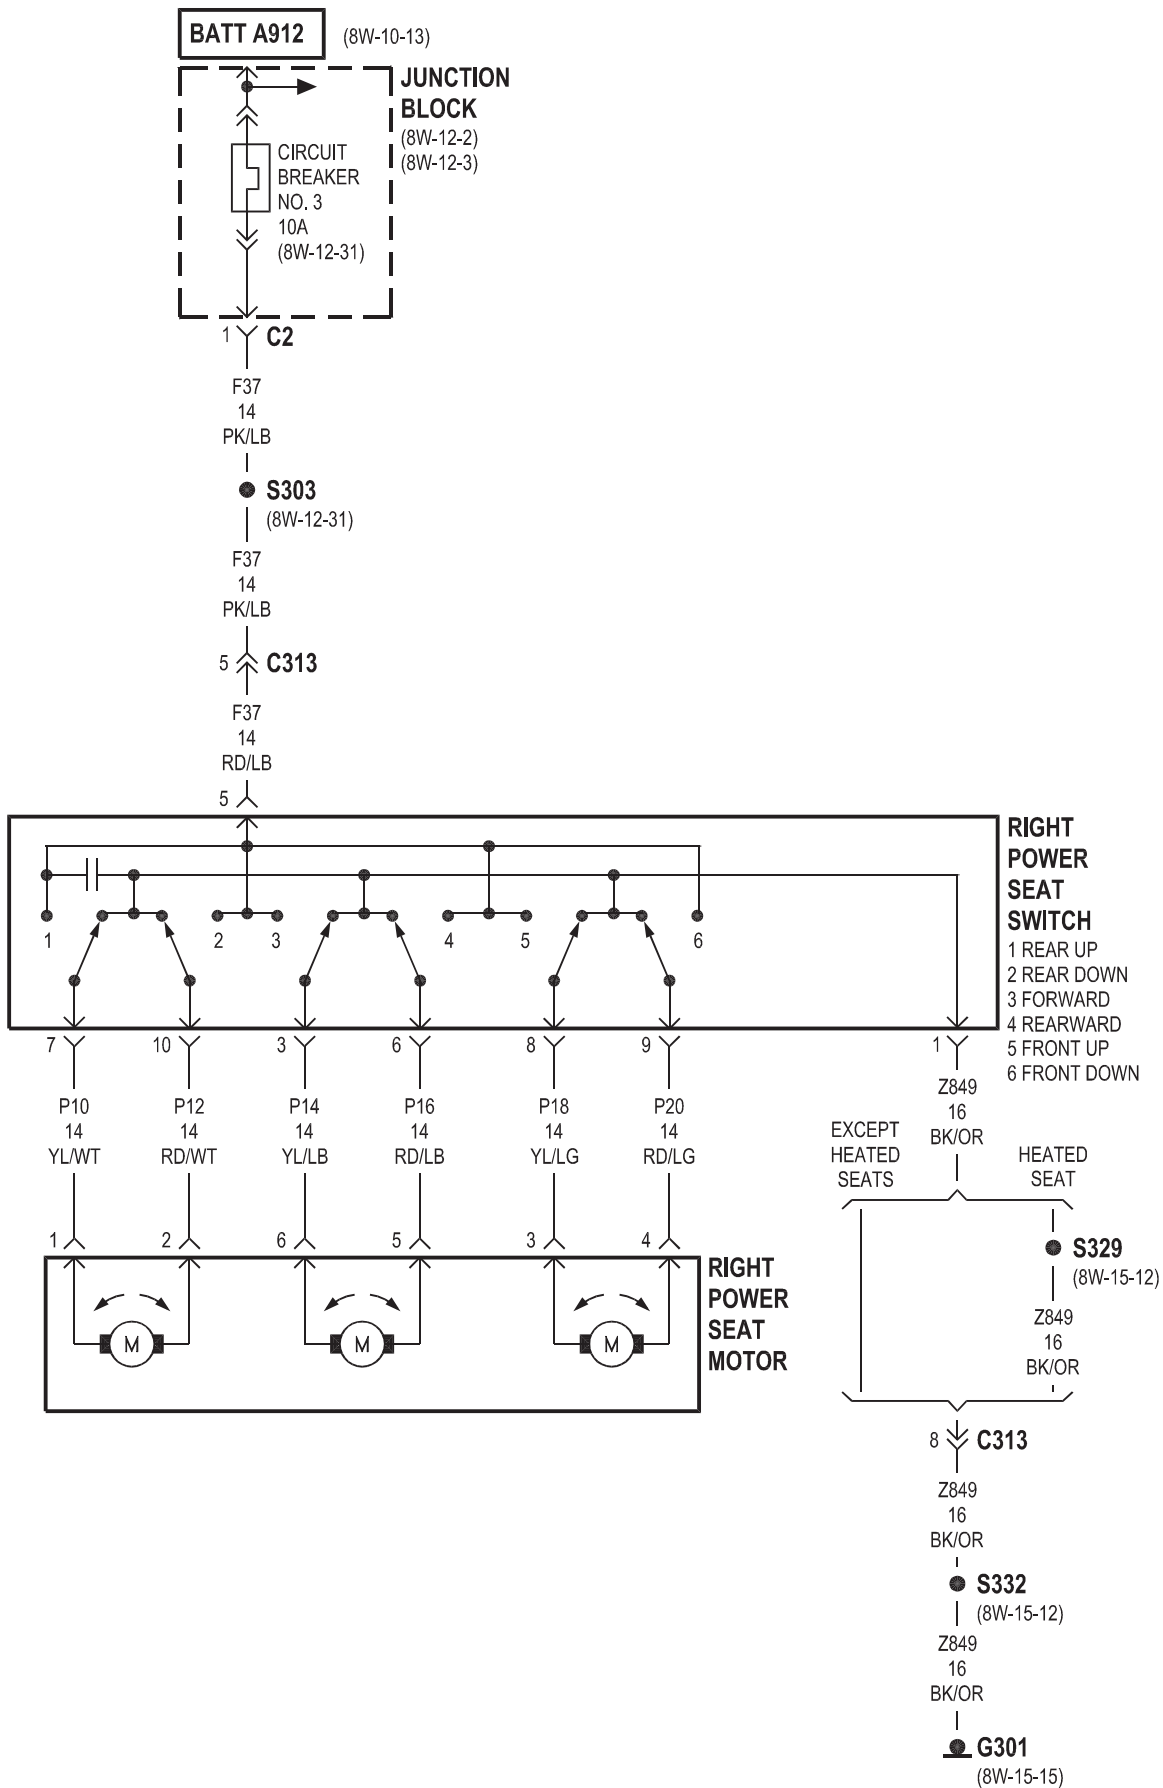 BATT A912
(8W-10-13)
JUNCTION
BLOCK
(8W-12-2)
(8W-12-3)
CIRCUIT
BREAKER
NO. 3
10A
(8W-12-31)
1 C2
F37
14
PK/LB
S303
(8W-12-31)
F37
14
PK/LB
5 C313
F37
14
RD/LB
5
RIGHT
POWER
SEAT
SWITCH
1 REAR UP
2 REAR DOWN
3 FORWARD
4 REARWARD
5 FRONT UP
6 FRONT DOWN
1 2 3 4 5 6
7 10 3 6 8 9 1
P10 P12 P14 P16 P18 P20
14 14 14 14 14 14
YL/WT RD/WT YL/LB RD/LB YL/LG RD/LG
Z849
16
BK/OR
EXCEPT
HEATED
SEATS
HEATED
SEAT
1 2 6 5 3 4
RIGHT
POWER
SEAT
MOTOR
M M M
S329
(8W-15-12)
Z849
16
BK/OR
8 C313
Z849
16
BK/OR
S332
(8W-15-12)
Z849
16
BK/OR
G301
(8W-15-15)